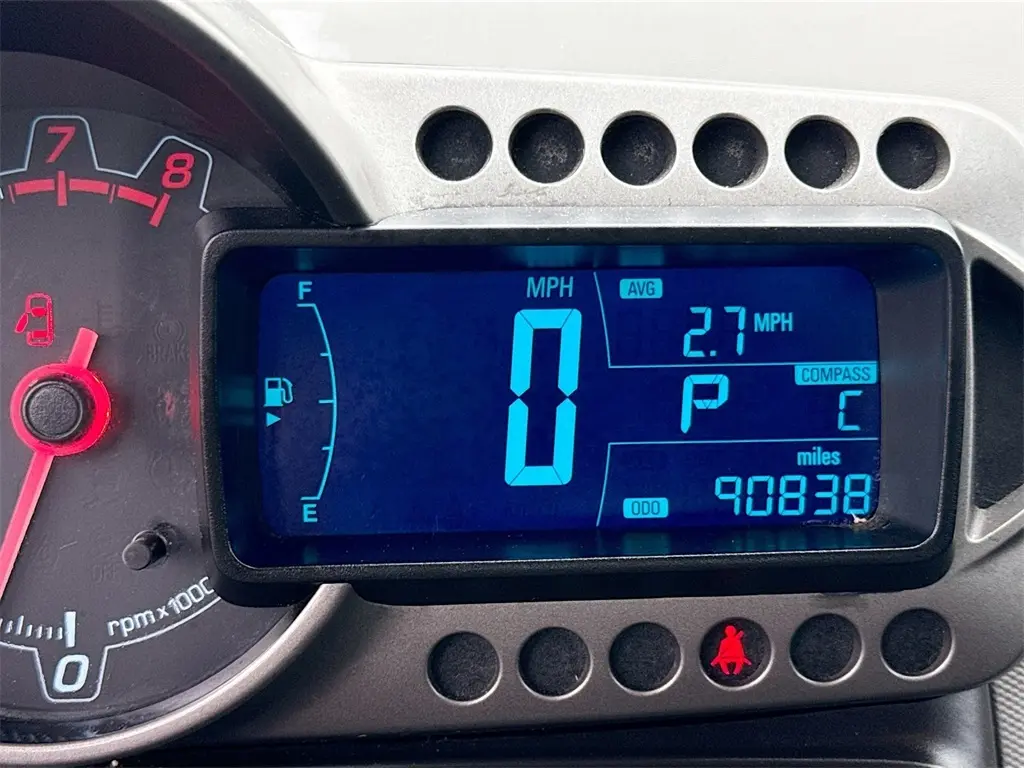 7
8
F
MPH
AVG
2.7 MPH
0
COMPASS
P
C
miles
E
ODO
90838
rpm x 1000
0